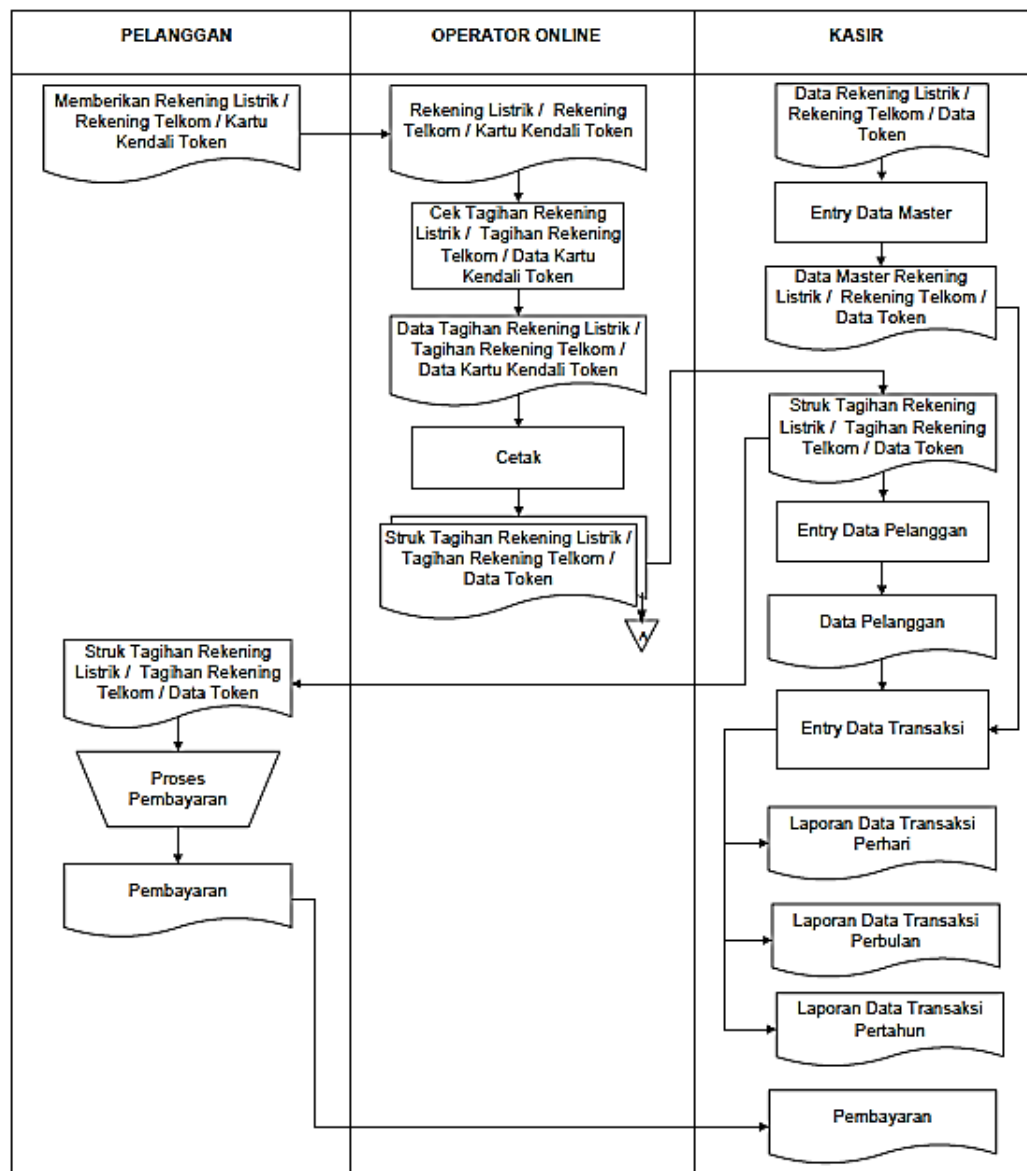 PELANGGAN
OPERATOR ONLINE
KASIR
Memberikan Rekening Listrik /
Rekening Telkom / Kartu
Kendali Token
Rekening Listrik / Rekening
Telkom / Kartu Kendali Token
Data Rekening Listrik /
Rekening Telkom / Data
Token
Cek Tagihan Rekening
Listrik / Tagihan Rekening
Telkom / Data Kartu
Kendali Token
Entry Data Master
Data Master Rekening
Listrik / Rekening Telkom /
Data Token
Data Tagihan Rekening Listrik /
Tagihan Rekening Telkom /
Data Kartu Kendali Token
Struk Tagihan Rekening
Listrik / Tagihan Rekening
Telkom / Data Token
Cetak
Entry Data Pelanggan
Struk Tagihan Rekening Listrik /
Tagihan Rekening Telkom /
Data Token
A
Data Pelanggan
Struk Tagihan Rekening
Listrik / Tagihan Rekening
Telkom / Data Token
Entry Data Transaksi
Proses
Pembayaran
Laporan Data Transaksi
Perhari
Pembayaran
Laporan Data Transaksi
Perbulan
Laporan Data Transaksi
Pertahun
Pembayaran